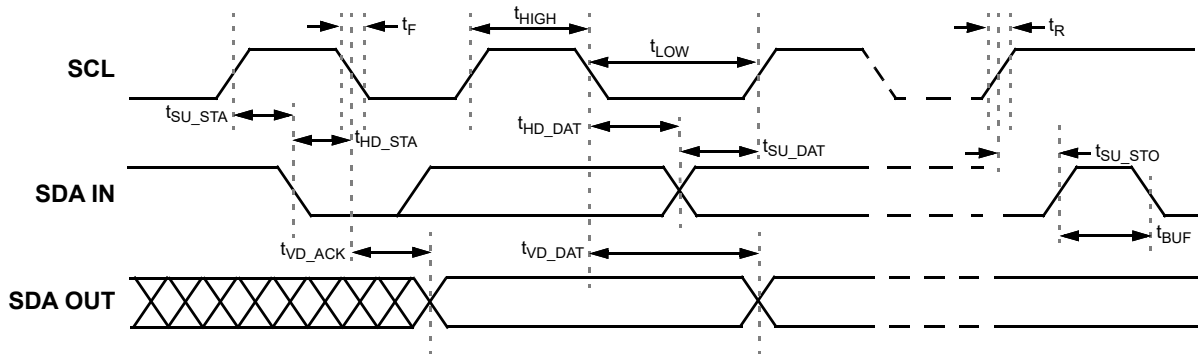 t_HIGH
t_F
t_R
t_LOW
SCL
t_SU_STA
t_HD_STA
t_HD_DAT
t_SU_DAT
t_SU_STO
SDA IN
t_VD_ACK
t_VD_DAT
t_BUF
SDA OUT